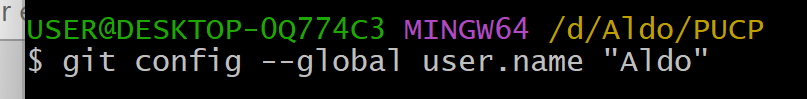 USER@DESKTOP-0Q774C3 MINGW64 /d/Aldo/PUCP
$ git config --global user.name "Aldo"